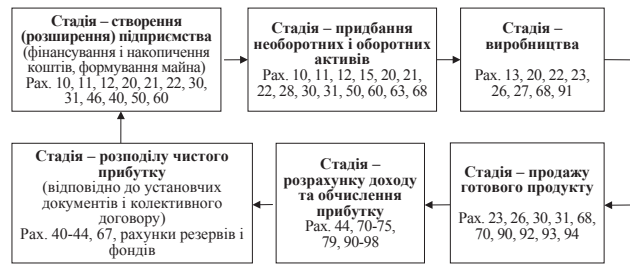 Стадія – створення
(розширення) підприємства
(фінансування і накопичення
коштів, формування майна)
Рах. 10, 11, 12, 20, 21, 22, 30,
31, 46, 40, 50, 60
Стадія – придбання
необоротних і оборотних
активів
Рах. 10, 11, 12, 15, 20, 21,
22, 28, 30, 31, 50, 60, 63, 68
Стадія –
виробництва
Рах. 13, 20, 22, 23,
26, 27, 68, 91
Стадія – продажу
готового продукту
Рах. 23, 26, 30, 31, 68,
70, 90, 92, 93, 94
Стадія –
розрахунку доходу
та обчислення
прибутку
Рах. 44, 70-75,
79, 90-98
Стадія – розподілу чистого
прибутку
(відповідно до установчих
документів і колективного
договору)
Рах. 40-44, 67, рахунки резервів і
фондів